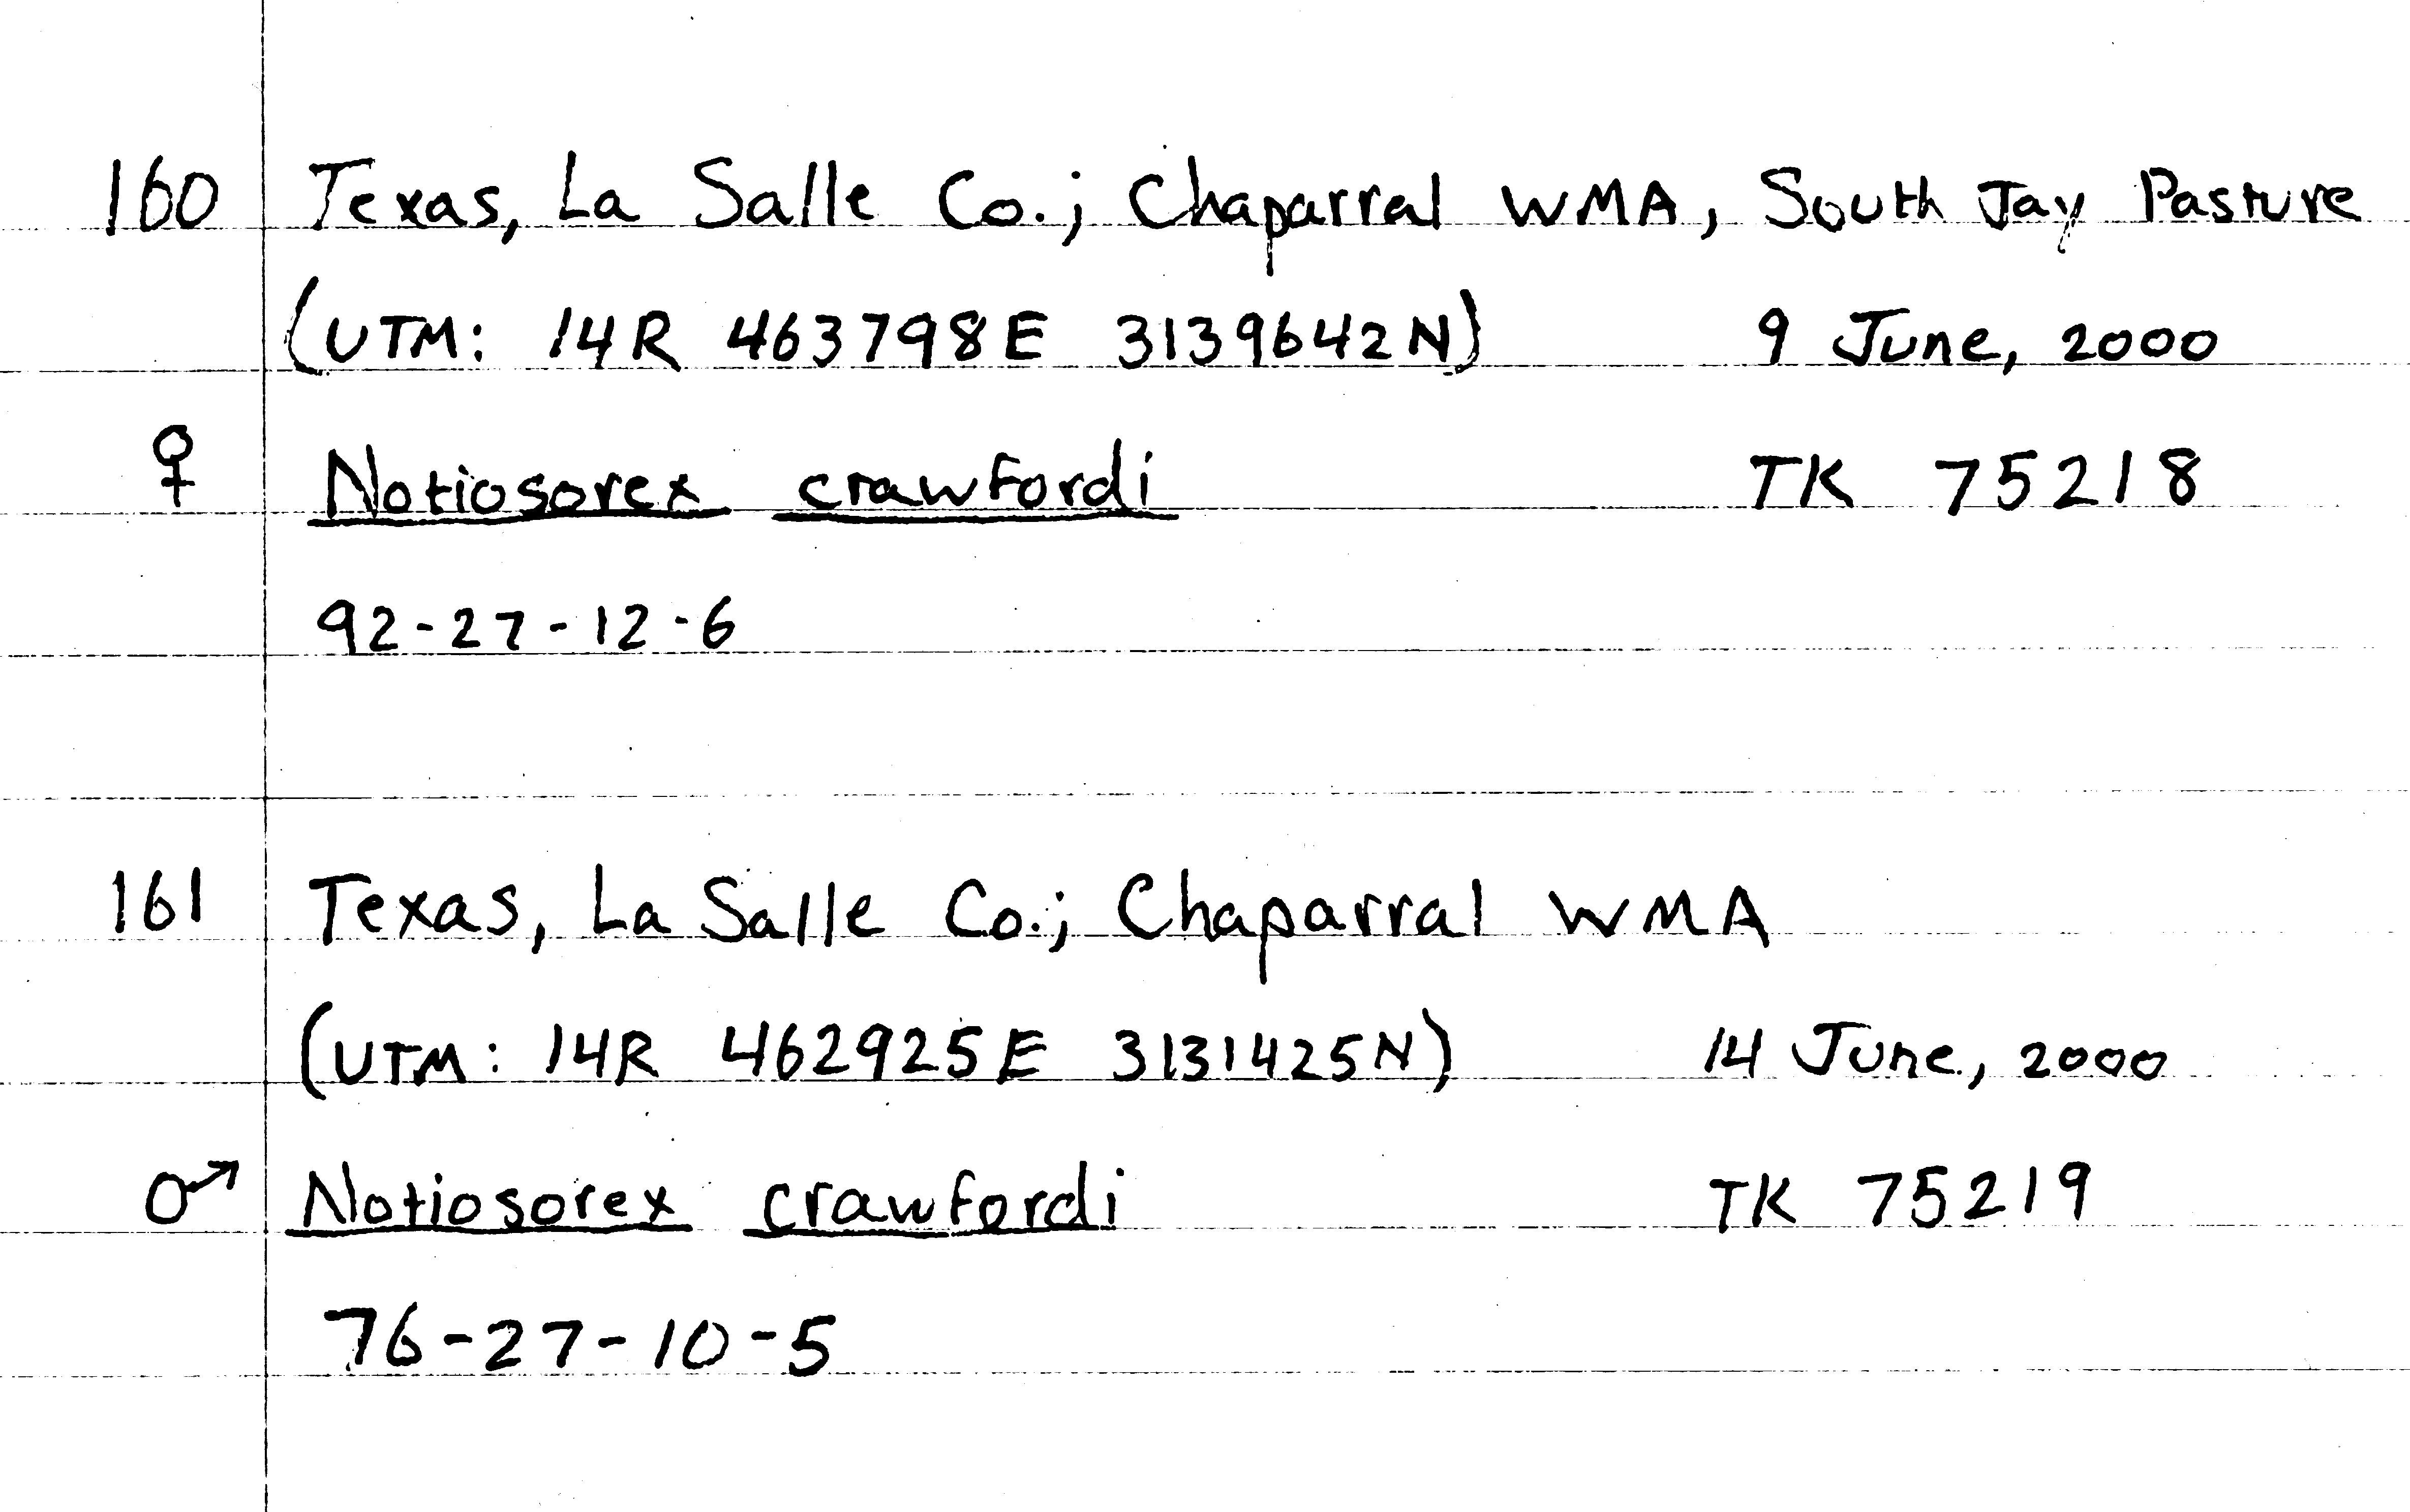 160 Texas, La Salle Co.; Chaparral WMA, South Jay Pasture
(UTM: 14R 463798E 3139642N) 9 June, 2000
♀ Notiosorex crawfordi TK 75218
92-27-12-6
161 Texas, La Salle Co.; Chaparral WMA
(UTM: 14R 462925E 3131425N) 14 June, 2000
♂ Notiosorex crawfordi TK 75219
76-27-10-5